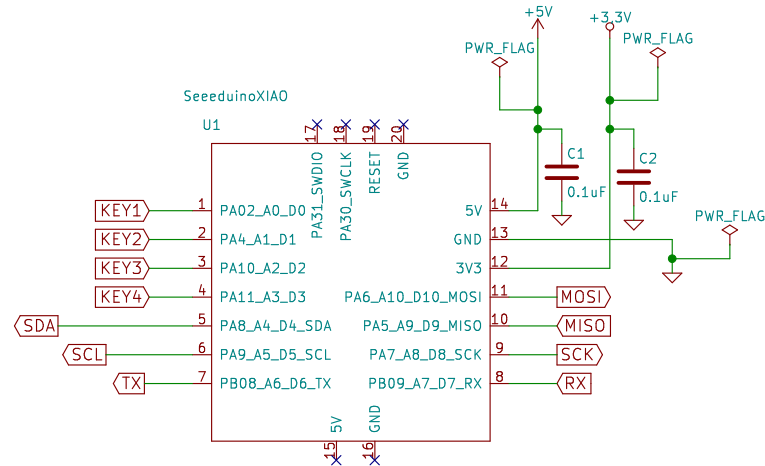 +5V
+3.3V
PWR_FLAG
PWR_FLAG
SeeeduinoXIAO
U1
17
18
19
20
C1
0.1uF
C2
0.1uF
PA31_SWDIO
PA30_SWCLK
RESET
GND
KEY1 1 PA02_A0_D0
5V 14
KEY2 2 PA4_A1_D1
GND 13
PWR_FLAG
KEY3 3 PA10_A2_D2
3V3 12
KEY4 4 PA11_A3_D3
PA6_A10_D10_MOSI 11 MOSI
SDA 5 PA8_A4_D4_SDA
PA5_A9_D9_MISO 10 MISO
SCL 6 PA9_A5_D5_SCL
PA7_A8_D8_SCK 9 SCK
TX 7 PB08_A6_D6_TX
PB09_A7_D7_RX 8 RX
5V
GND
15
16